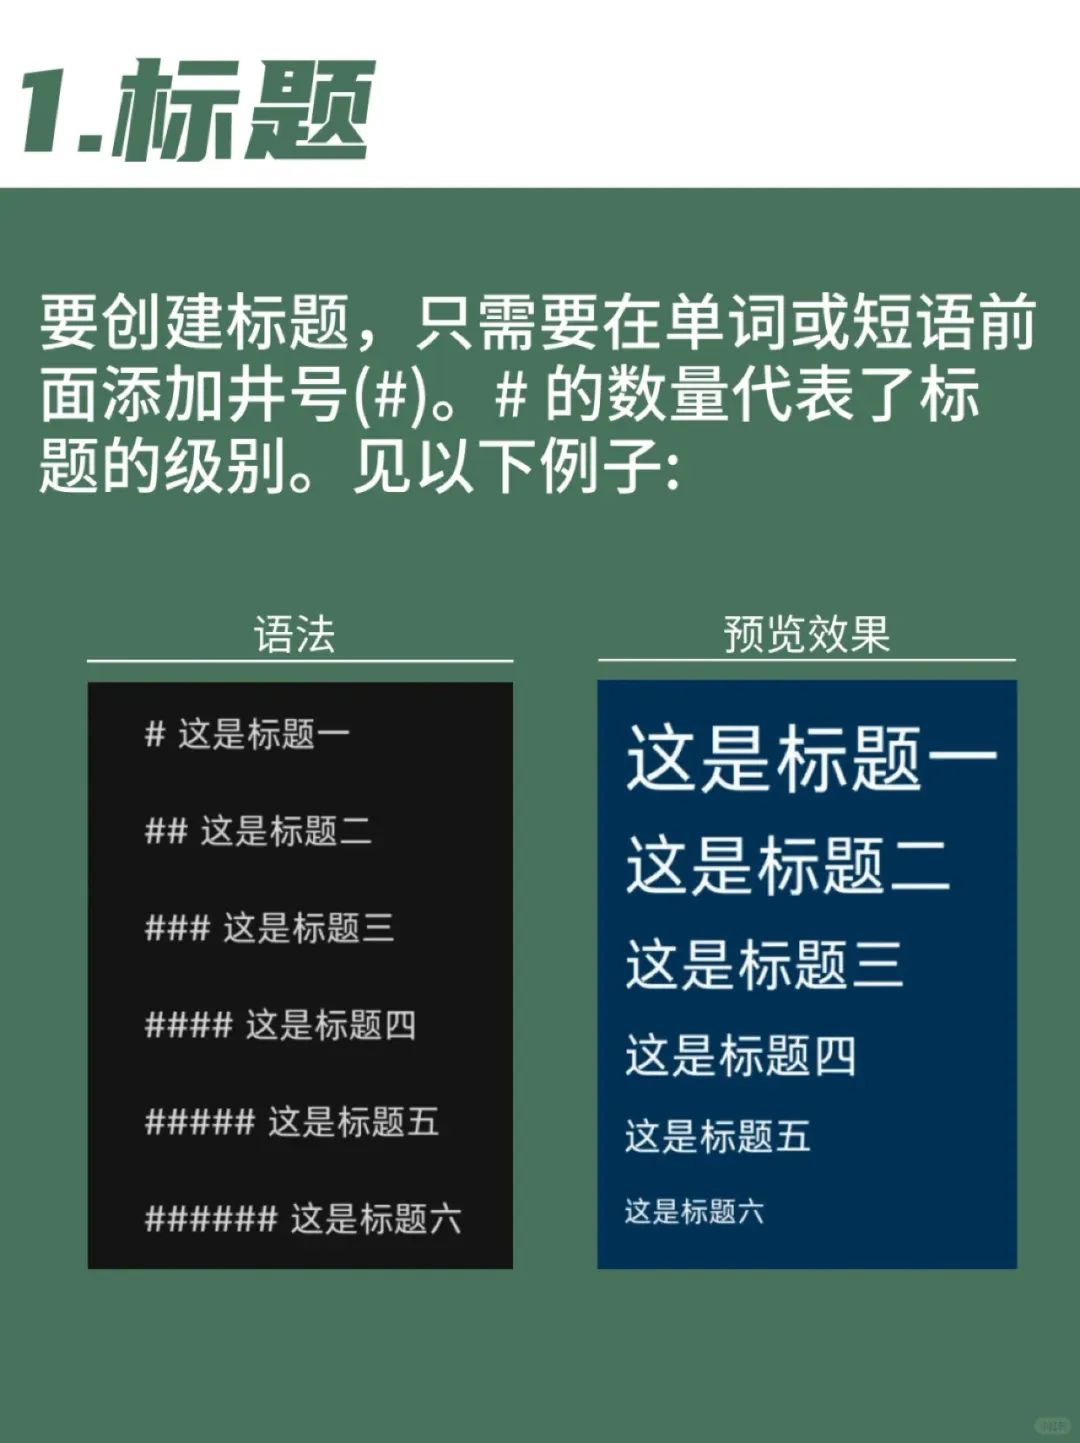 1.标题
要创建标题，只需要在单词或短语前
面添加井号(#)。# 的数量代表了标
题的级别。见以下例子:
语法
# 这是标题一
## 这是标题二
### 这是标题三
#### 这是标题四
##### 这是标题五
###### 这是标题六
预览效果
这是标题一
这是标题二
这是标题三
这是标题四
这是标题五
这是标题六